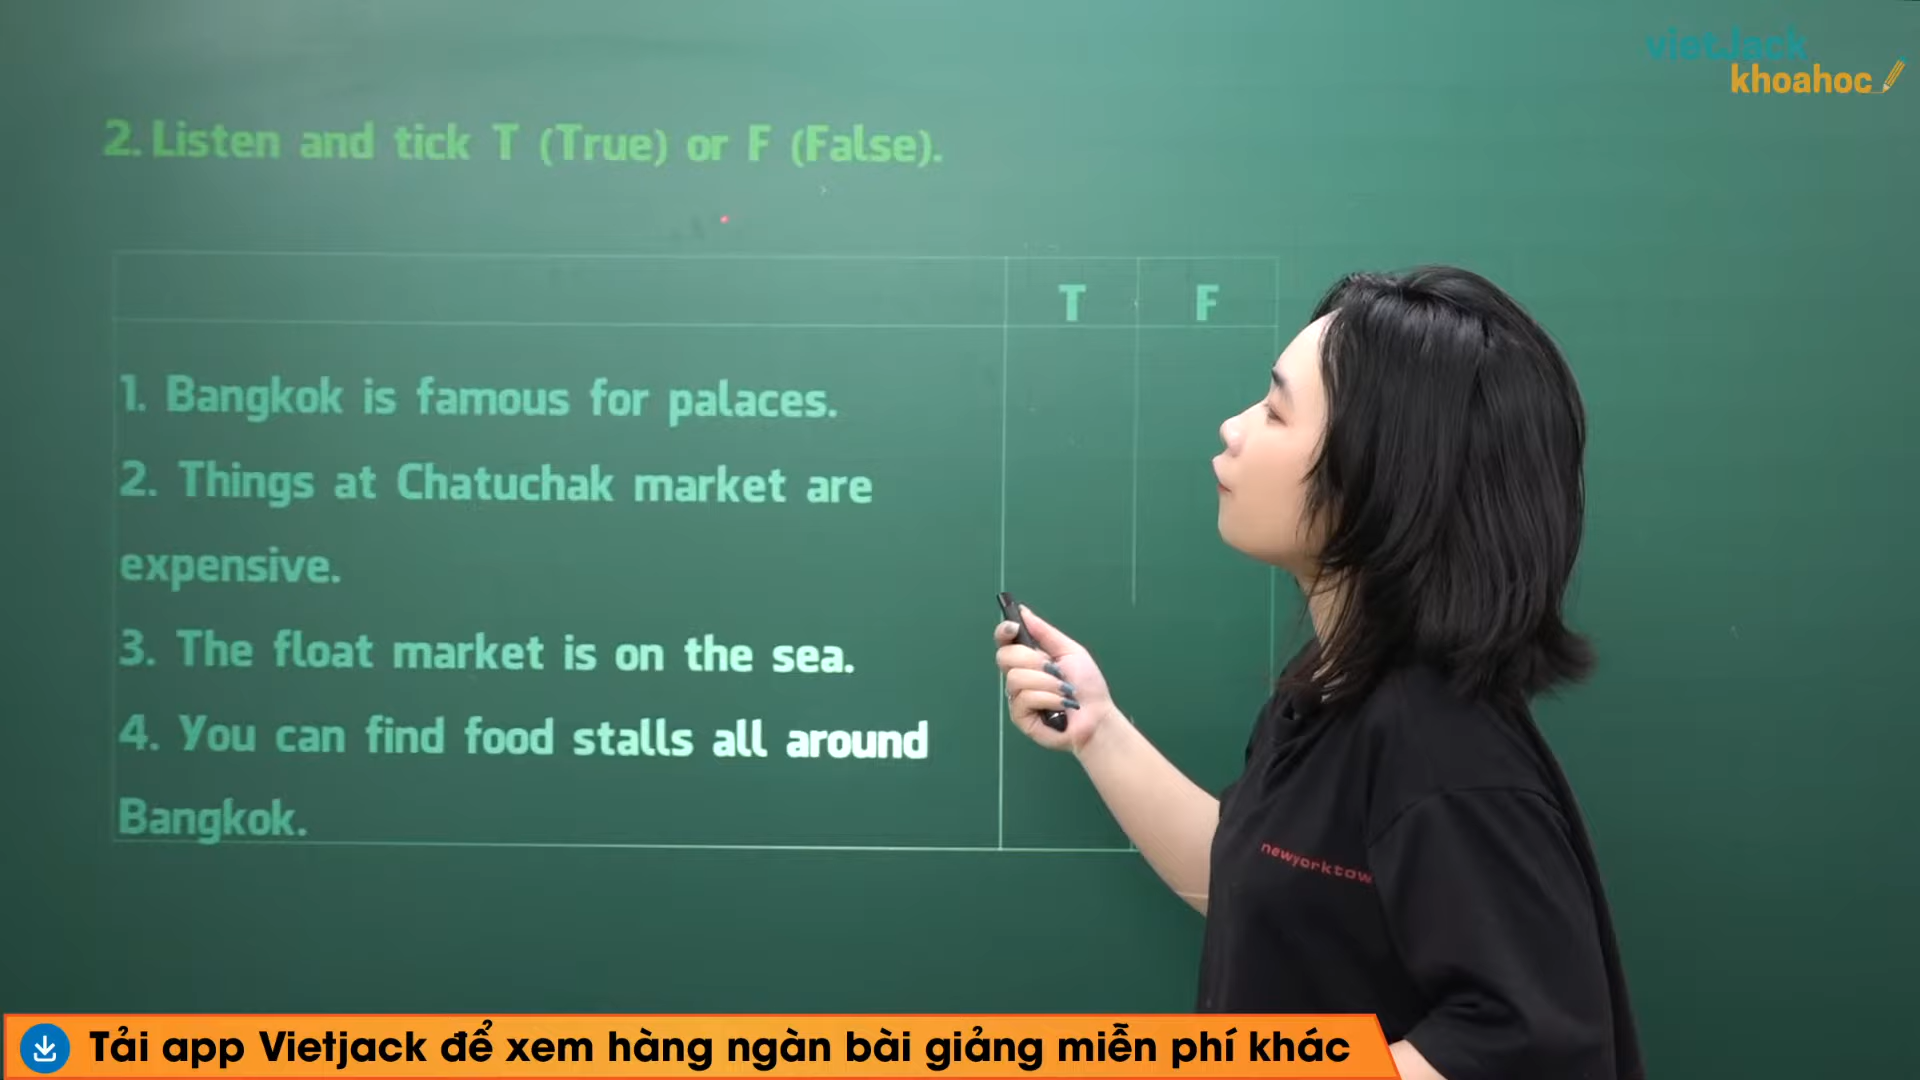 vietJack
khoahoc
2. Listen and tick T (True) or F (False).
T F
1. Bangkok is famous for palaces.
2. Things at Chatuchak market are
expensive.
3. The float market is on the sea.
4. You can find food stalls all around
Bangkok.
newyorktow
Tải app Vietjack để xem hàng ngàn bài giảng miễn phí khác